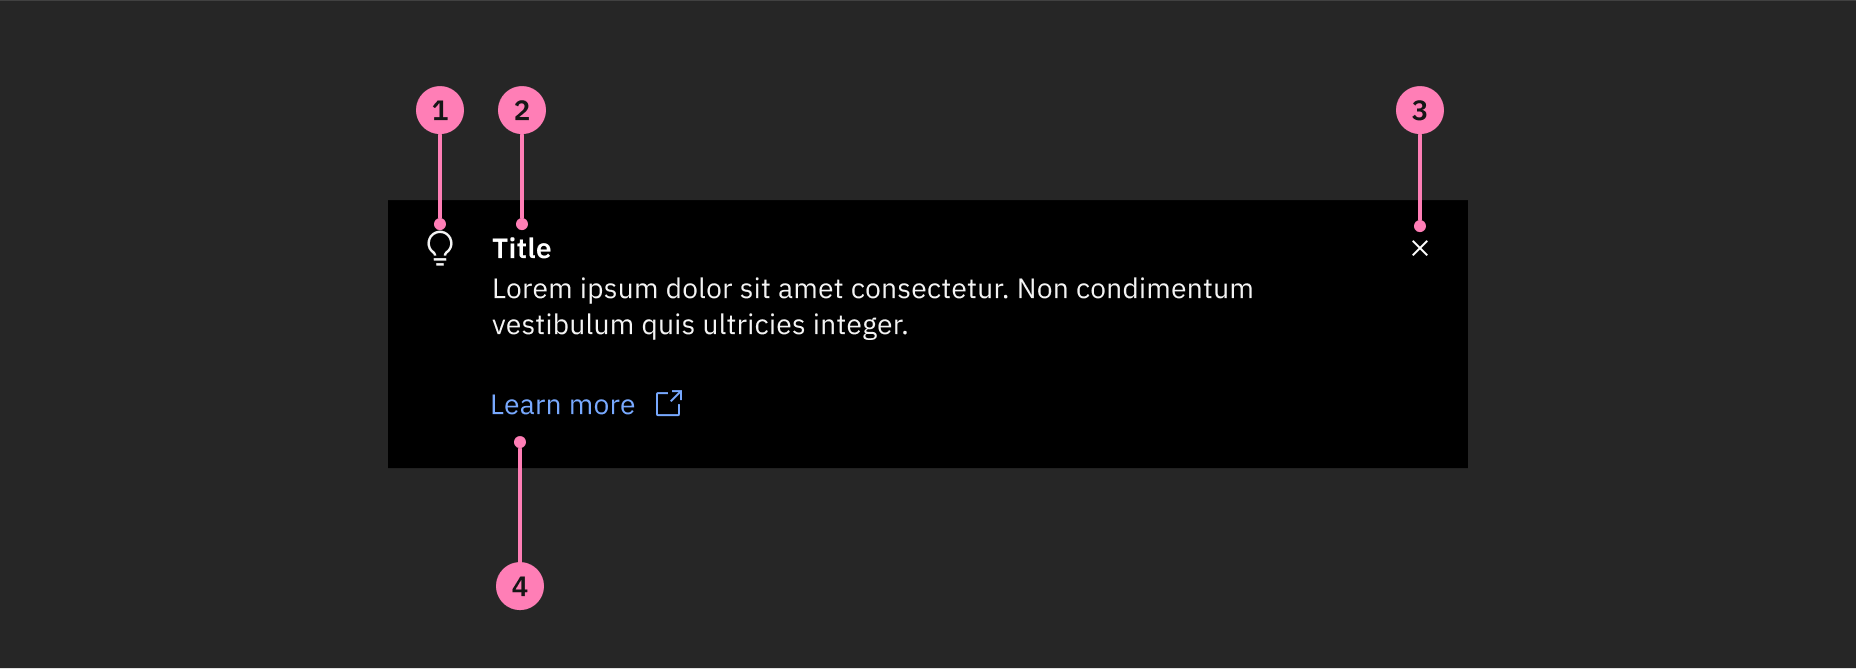 1 2 3
Title
Lorem ipsum dolor sit amet consectetur. Non condimentum
vestibulum quis ultricies integer.
Learn more
4